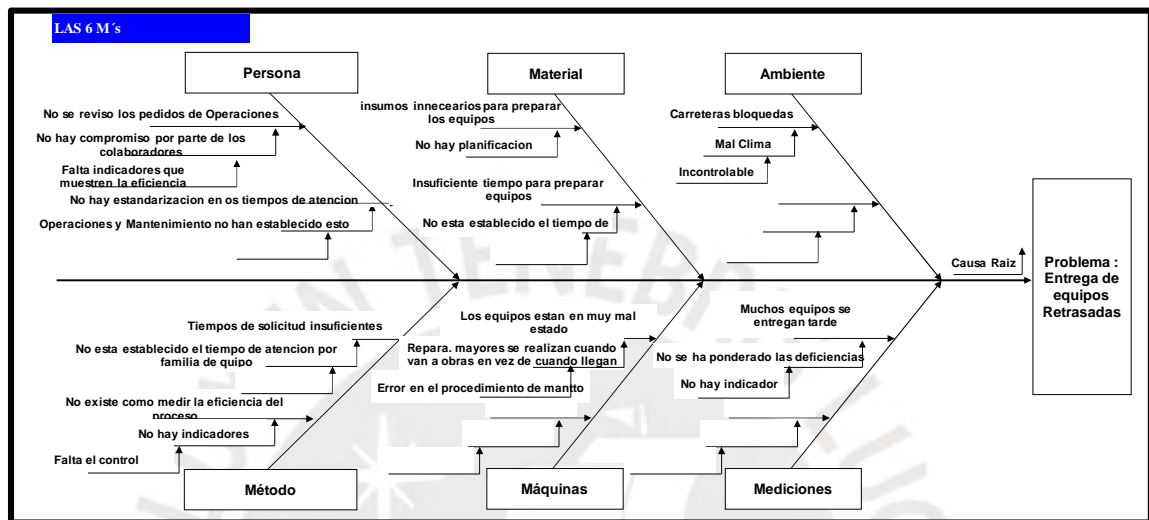 LAS 6 M´s
Persona
Material
Ambiente
No se reviso los pedidos de Operaciones
No hay compromiso por parte de los
colaboradores
Falta indicadores que
muestren la eficiencia
No hay estandarización en os tiempos de atencion
Operaciones y Mantenimiento no han establecido esto
insumos innecearios para preparar
los equipos
No hay planificacion
Insuficiente tiempo para preparar
equipos
No esta establecido el tiempo de
Carreteras bloquedas
Mal Clima
Incontrolable
Causa Raiz
Problema :
Entrega de
equipos
Retrasadas
Tiempos de solicitud insuficientes
No esta establecido el tiempo de atencion por
familia de quipo
No existe como medir la eficiencia del
proceso
No hay indicadores
Falta el control
Los equipos estan en muy mal
estado
Repara. mayores se realizan cuando
van a obras en vez de cuando llegan
Error en el procedimiento de mantto
Muchos equipos se
entregan tarde
No se ha ponderado las deficiencias
No hay indicador
Método
Máquinas
Mediciones